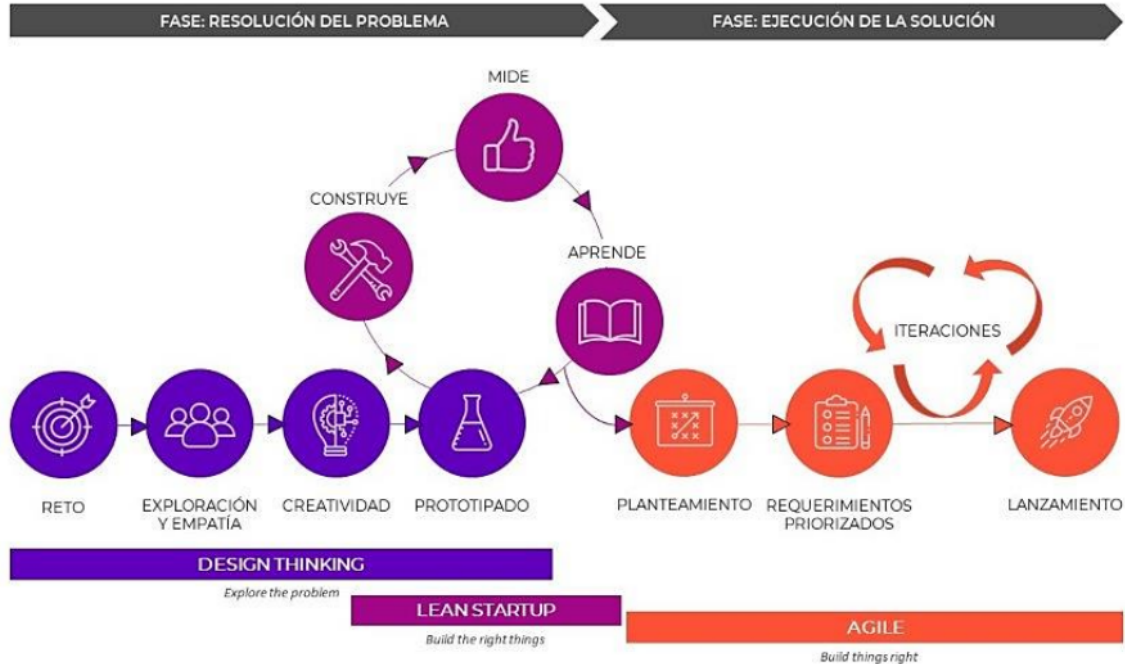 FASE: RESOLUCIÓN DEL PROBLEMA
FASE: EJECUCIÓN DE LA SOLUCIÓN
MIDE
CONSTRUYE
APRENDE
ITERACIONES
RETO
EXPLORACIÓN
Y EMPATÍA
CREATIVIDAD
PROTOTIPADO
PLANTEAMIENTO
REQUERIMIENTOS
PRIORIZADOS
LANZAMIENTO
DESIGN THINKING
Explore the problem
LEAN STARTUP
Build the right things
AGILE
Build things right